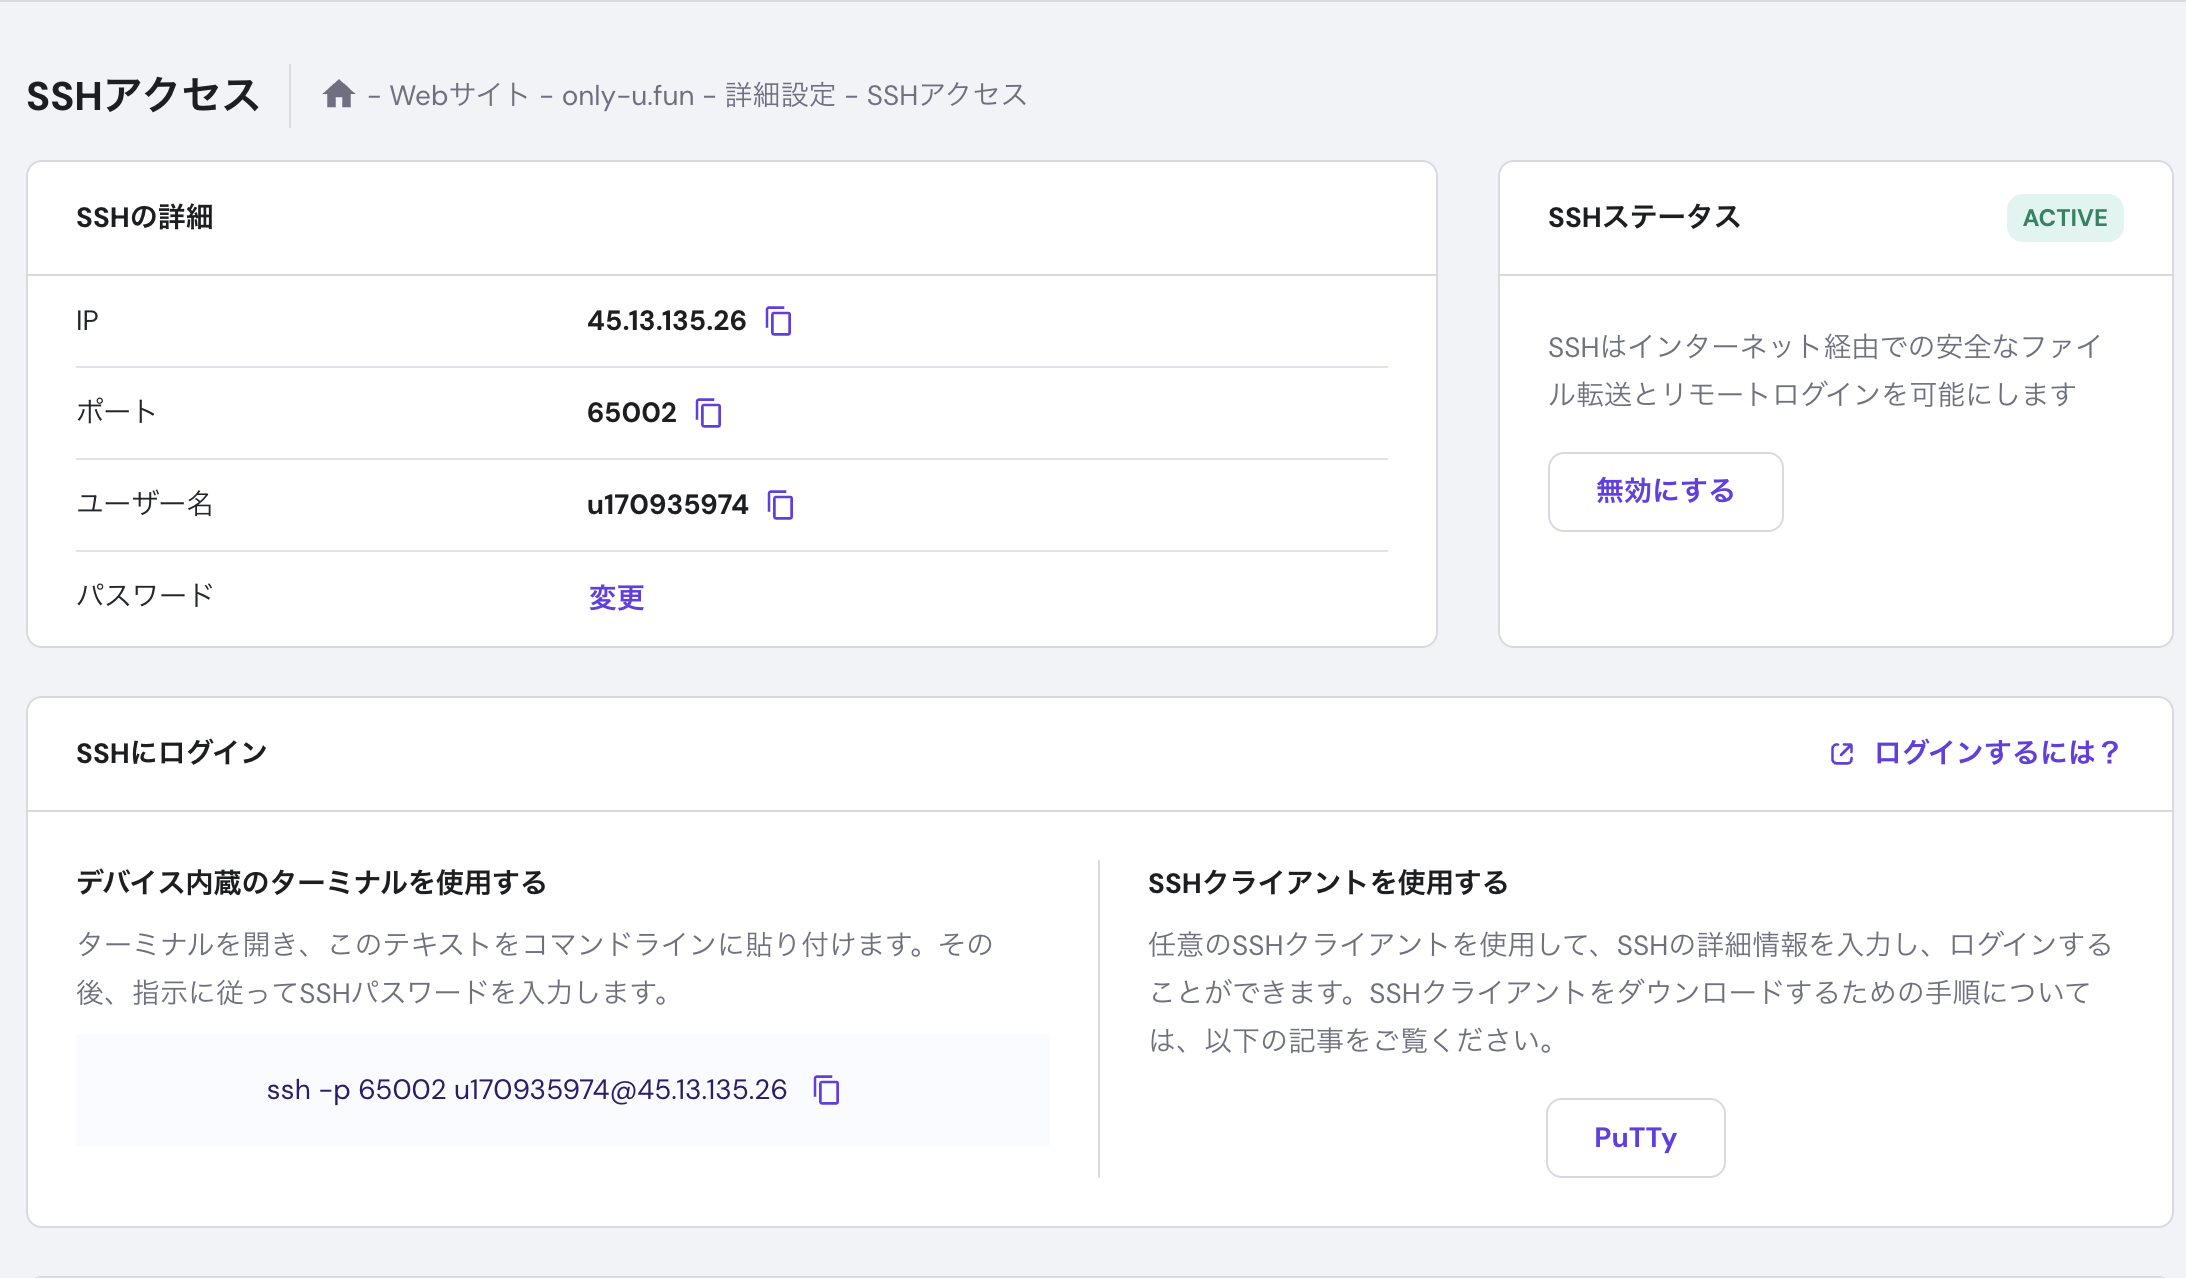 SSHアクセス
– Webサイト – only-u.fun – 詳細設定 – SSHアクセス
SSHの詳細
IP 45.13.135.26
ポート 65002
ユーザー名 u170935974
パスワード 変更
SSHステータス ACTIVE
SSHはインターネット経由での安全なファイ
ル転送とリモートログインを可能にします
無効にする
SSHにログイン
ログインするには？
デバイス内蔵のターミナルを使用する
ターミナルを開き、このテキストをコマンドラインに貼り付けます。その
後、指示に従ってSSHパスワードを入力します。
ssh -p 65002 u170935974@45.13.135.26
SSHクライアントを使用する
任意のSSHクライアントを使用して、SSHの詳細情報を入力し、ログインする
ことができます。SSHクライアントをダウンロードするための手順について
は、以下の記事をご覧ください。
PuTTy